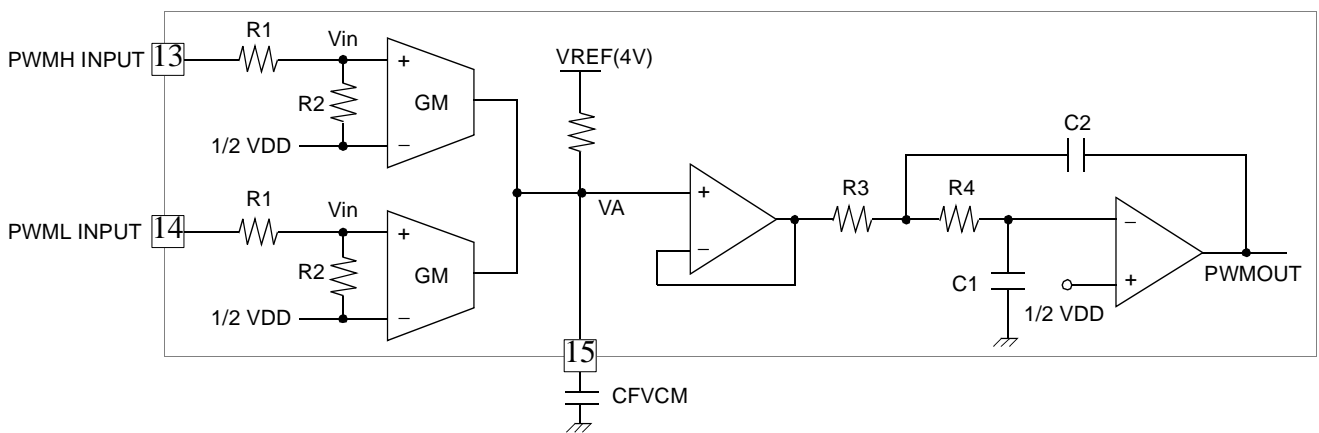 R1
Vin
PWMH INPUT 13
+
VREF(4V)
R2
GM
C2
1/2 VDD
−
R1
Vin
VA
+
R3
R4
PWML INPUT 14
+
−
−
R2
GM
C1
+
PWMOUT
1/2 VDD
−
1/2 VDD
15
CFVCM